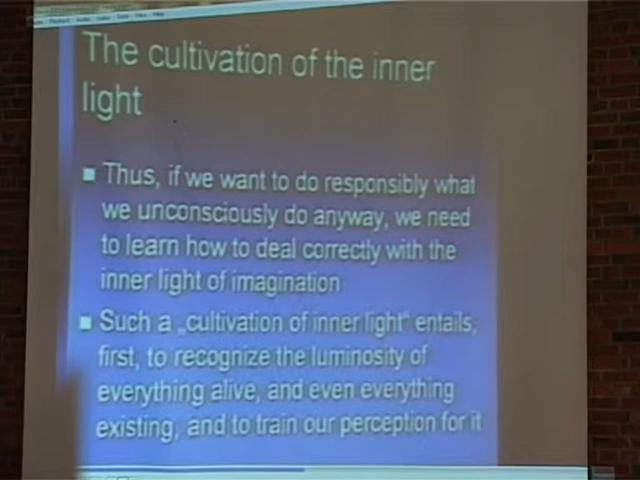 The cultivation of the inner
light
■ Thus, if we want to do responsibly what
we unconsciously do anyway, we need
to learn how to deal correctly with the
inner light of imagination
■ Such a „cultivation of inner light" entails,
first, to recognize the luminosity of
everything alive, and even everything
existing, and to train our perception for it